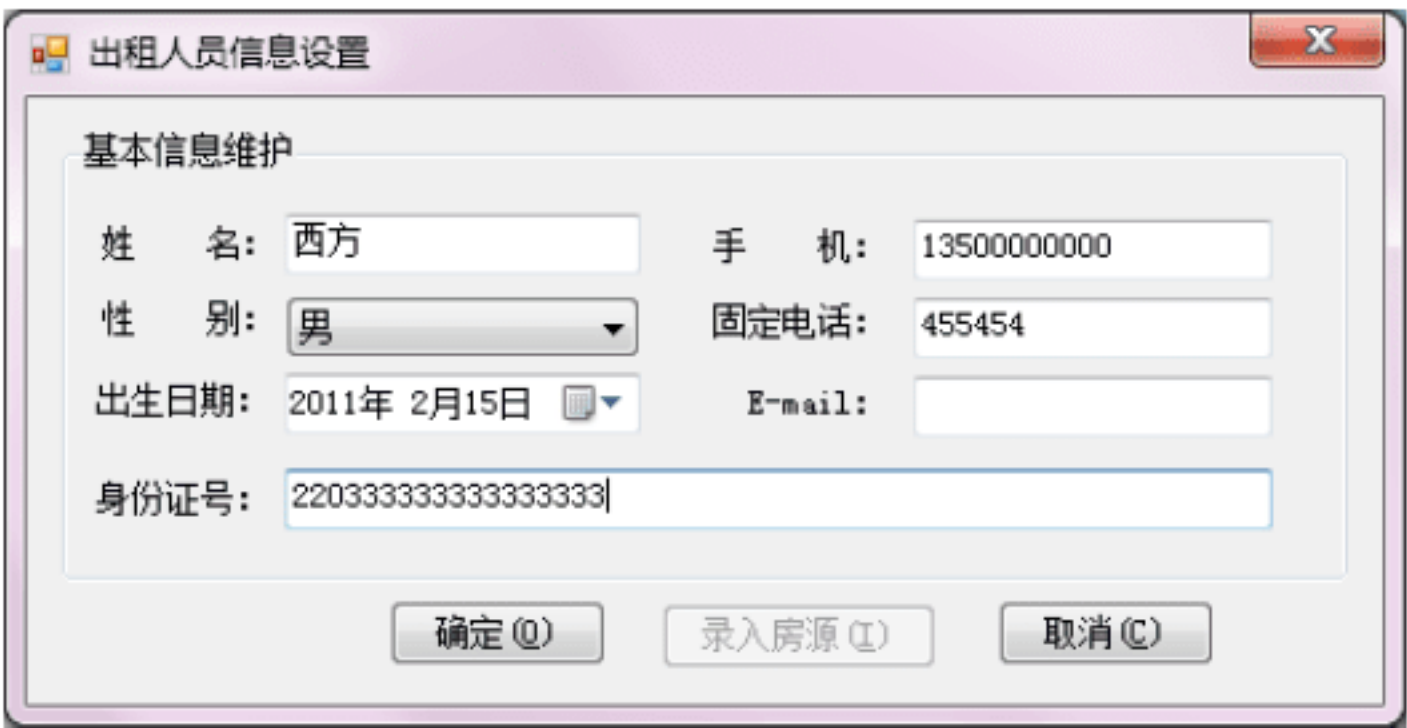 出租人员信息设置
基本信息维护
姓 名: 西方 手 机: 13500000000
性 别: 男 固定电话: 455454
出生日期: 2011年 2月15日 E-mail:
身份证号: 220333333333333333
确定(O) 录入房源(I) 取消(C)